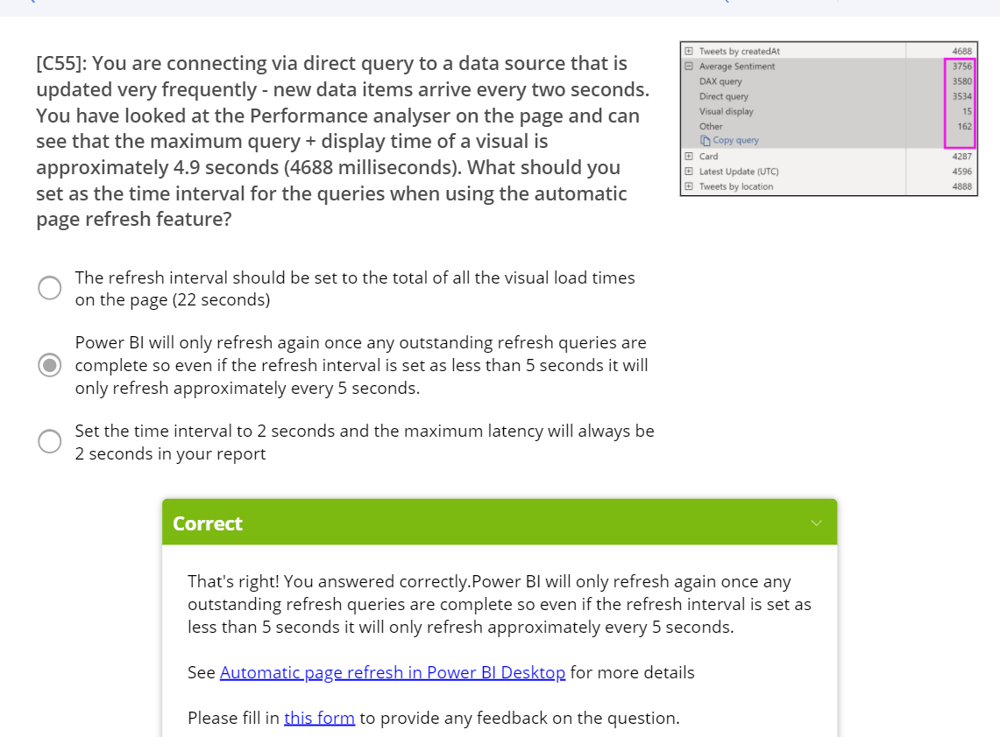 [C55]: You are connecting via direct query to a data source that is
updated very frequently - new data items arrive every two seconds.
You have looked at the Performance analyser on the page and can
see that the maximum query + display time of a visual is
approximately 4.9 seconds (4688 milliseconds). What should you
set as the time interval for the queries when using the automatic
page refresh feature?
Tweets by createdAt 4688
Average Sentiment 3756
DAX query 3580
Direct query 3534
Visual display 15
Other 162
Copy query
Card 4287
Latest Update (UTC) 4596
Tweets by location 4888
The refresh interval should be set to the total of all the visual load times
on the page (22 seconds)
Power BI will only refresh again once any outstanding refresh queries are
complete so even if the refresh interval is set as less than 5 seconds it will
only refresh approximately every 5 seconds.
Set the time interval to 2 seconds and the maximum latency will always be
2 seconds in your report
Correct
That's right! You answered correctly.Power BI will only refresh again once any
outstanding refresh queries are complete so even if the refresh interval is set as
less than 5 seconds it will only refresh approximately every 5 seconds.
See Automatic page refresh in Power BI Desktop for more details
Please fill in this form to provide any feedback on the question.